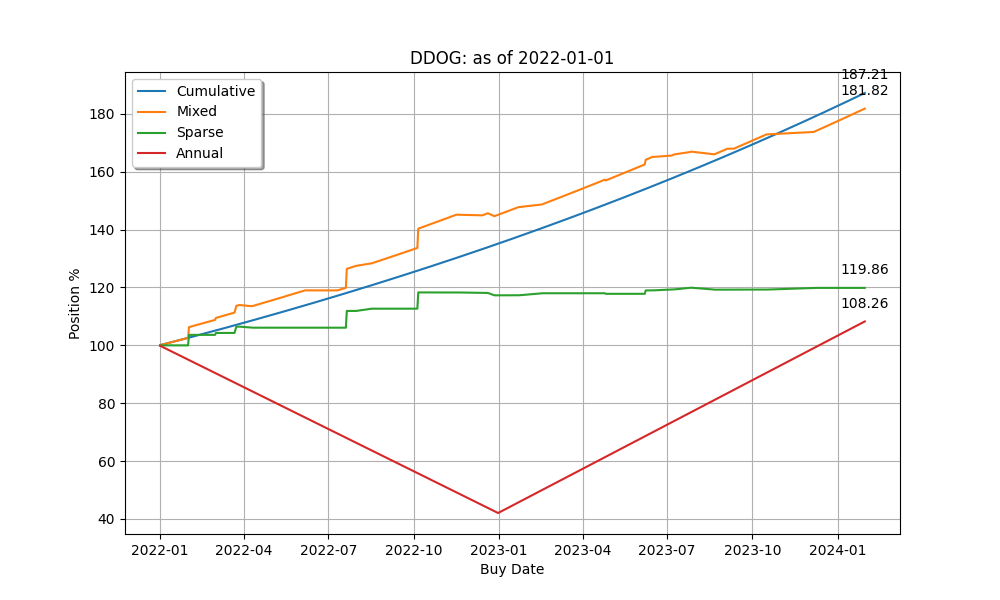 DDOG: as of 2022-01-01
187.21
181.82
119.86
108.26
Cumulative
Mixed
Sparse
Annual
Position %
180
160
140
120
100
80
60
40
2022-01 2022-04 2022-07 2022-10 2023-01 2023-04 2023-07 2023-10 2024-01
Buy Date